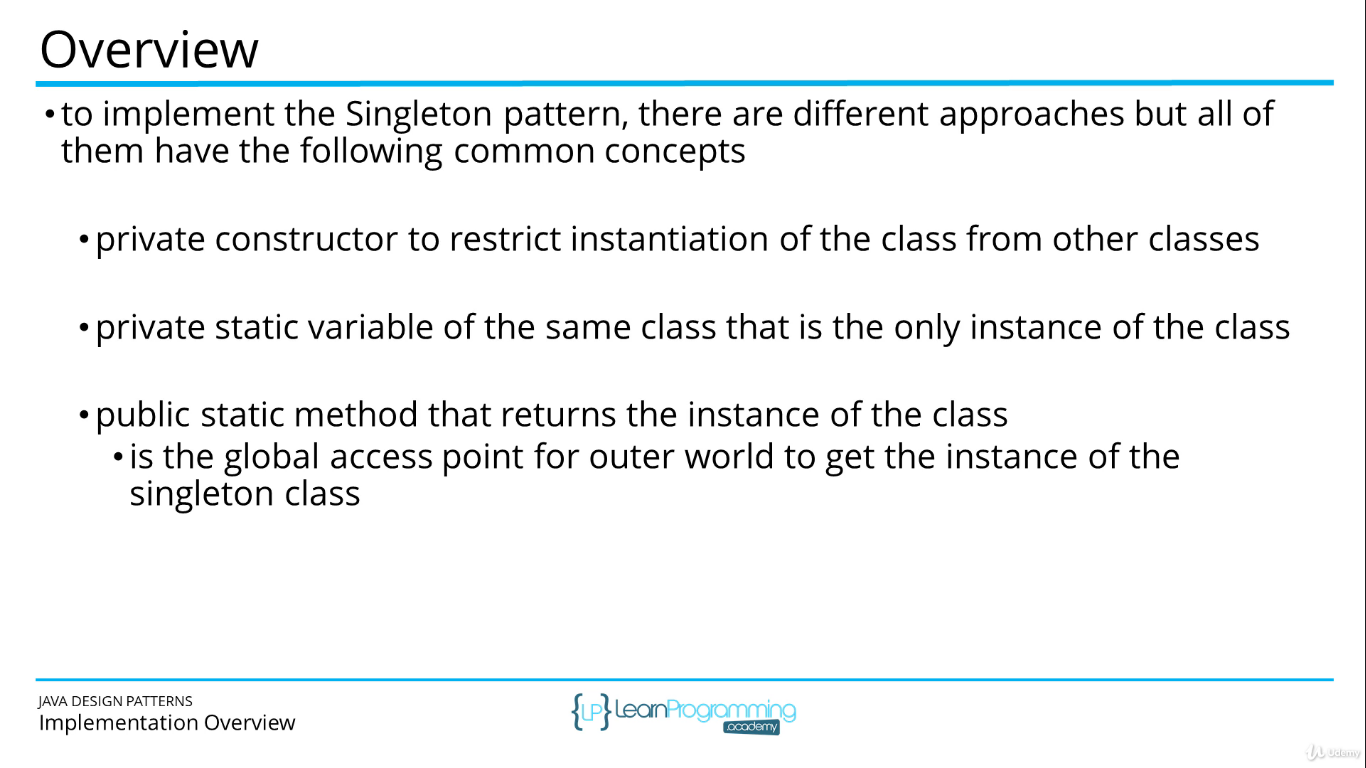 Overview
• to implement the Singleton pattern, there are different approaches but all of
them have the following common concepts
• private constructor to restrict instantiation of the class from other classes
• private static variable of the same class that is the only instance of the class
• public static method that returns the instance of the class
• is the global access point for outer world to get the instance of the
singleton class
JAVA DESIGN PATTERNS
Implementation Overview
{LP} LearnProgramming
.academy
Udemy